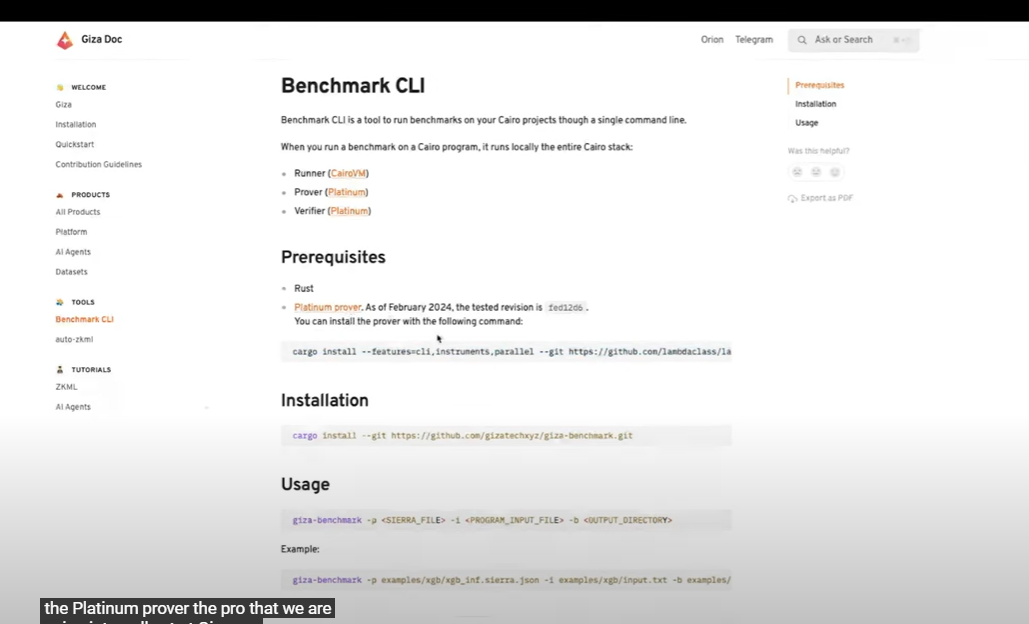 Giza Doc
Orion Telegram Ask or Search
WELCOME
Giza
Installation
Quickstart
Contribution Guidelines
PRODUCTS
All Products
Platform
AI Agents
Datasets
TOOLS
Benchmark CLI
auto-zkml
TUTORIALS
ZKML
AI Agents
Benchmark CLI
Benchmark CLI is a tool to run benchmarks on your Cairo projects though a single command line.
When you run a benchmark on a Cairo program, it runs locally the entire Cairo stack:
Runner (CairoVM)
Prover (Platinum)
Verifier (Platinum)
Prerequisites
Rust
Platinum prover. As of February 2024, the tested revision is fed12d6 .
You can install the prover with the following command:
cargo install --features=cli,instruments,parallel --git https://github.com/lambdaclass/la
Installation
cargo install --git https://github.com/gizatechxyz/giza-benchmark.git
Usage
giza-benchmark -p <SIERRA_FILE> -i <PROGRAM_INPUT_FILE> -b <OUTPUT_DIRECTORY>
Example:
giza-benchmark -p examples/xgb/xgb_inf.sierra.json -i examples/xgb/input.txt -b examples/
Prerequisites
Installation
Usage
Was this helpful?
Export as PDF
the Platinum prover the pro that we are